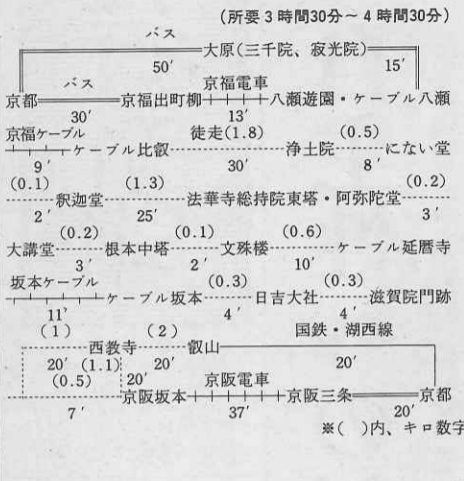 (所要3時間30分~4時間30分)
バス
大原(三千院、寂光院)
50′ 15′
バス 京福電車
京都 京福出町柳 八瀬遊園・ケーブル八瀬
30′ 13′
京福ケーブル 徒走(1.8) (0.5)
ケーブル比叡 浄土院 にない堂
9′ 30′ 8′
(0.1) (1.3) (0.2)
釈迦堂 法華寺総持院東塔・阿弥陀堂
2′ 25′ 3′
(0.2) (0.1) (0.6)
大講堂 根本中塔 文殊楼 ケーブル延暦寺
3′ 2′ 10′
坂本ケーブル (0.3) (0.3)
ケーブル坂本 日吉大社 滋賀院門跡
11′ 4′ 4′
(1) (2) 国鉄・湖西線
西教寺 叡山
20′ (1.1) 20′ 20′
(0.5) 20′ 京阪電車
京阪坂本 京阪三条 京都
7′ 37′ 20′
※( )内、キロ数字